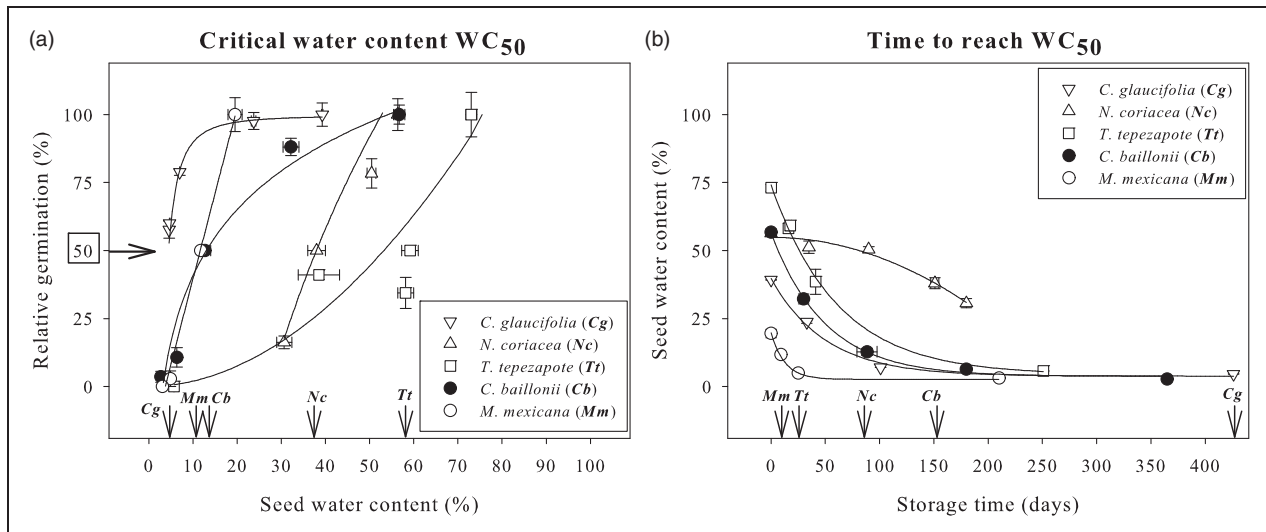 (a)
Critical water content WC50
Relative germination (%)
100
75
50
25
0
50
C. glaucifolia (Cg)
N. coriacea (Nc)
T. tepezapote (Tt)
C. baillonii (Cb)
M. mexicana (Mm)
Cg Mm Cb Nc Tt
0 10 20 30 40 50 60 70 80 90 100
Seed water content (%)
(b)
Time to reach WC50
Seed water content (%)
100
75
50
25
0
C. glaucifolia (Cg)
N. coriacea (Nc)
T. tepezapote (Tt)
C. baillonii (Cb)
M. mexicana (Mm)
Mm Tt Nc Cb Cg
0 50 100 150 200 250 300 350 400
Storage time (days)